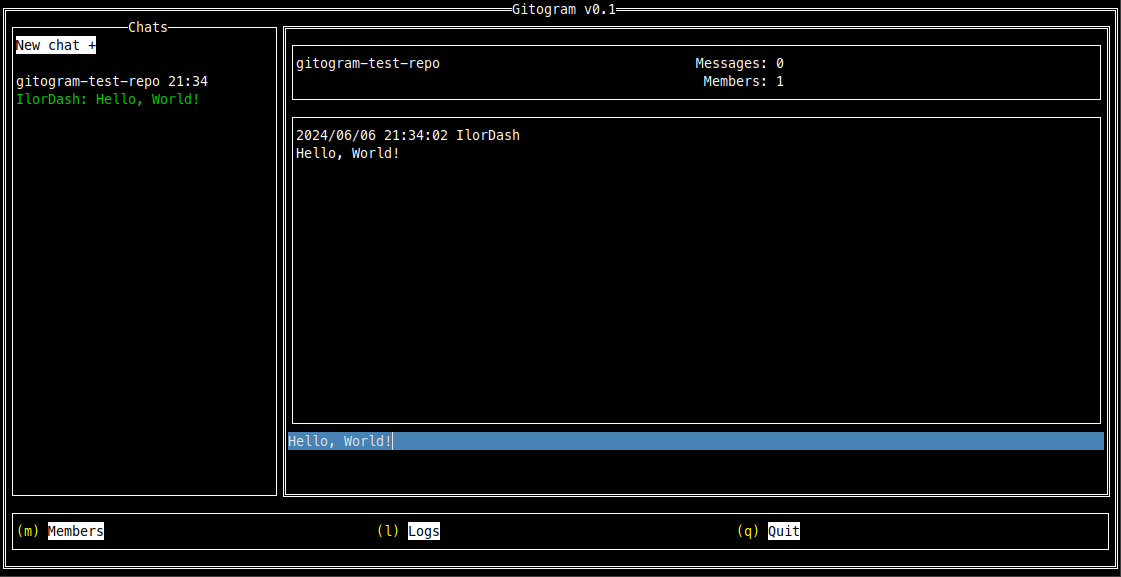 Gitogram v0.1
Chats
New chat +
gitogram-test-repo 21:34
IlorDash: Hello, World!
gitogram-test-repo Messages: 0
Members: 1
2024/06/06 21:34:02 IlorDash
Hello, World!
Hello, World!
(m) Members (l) Logs (q) Quit